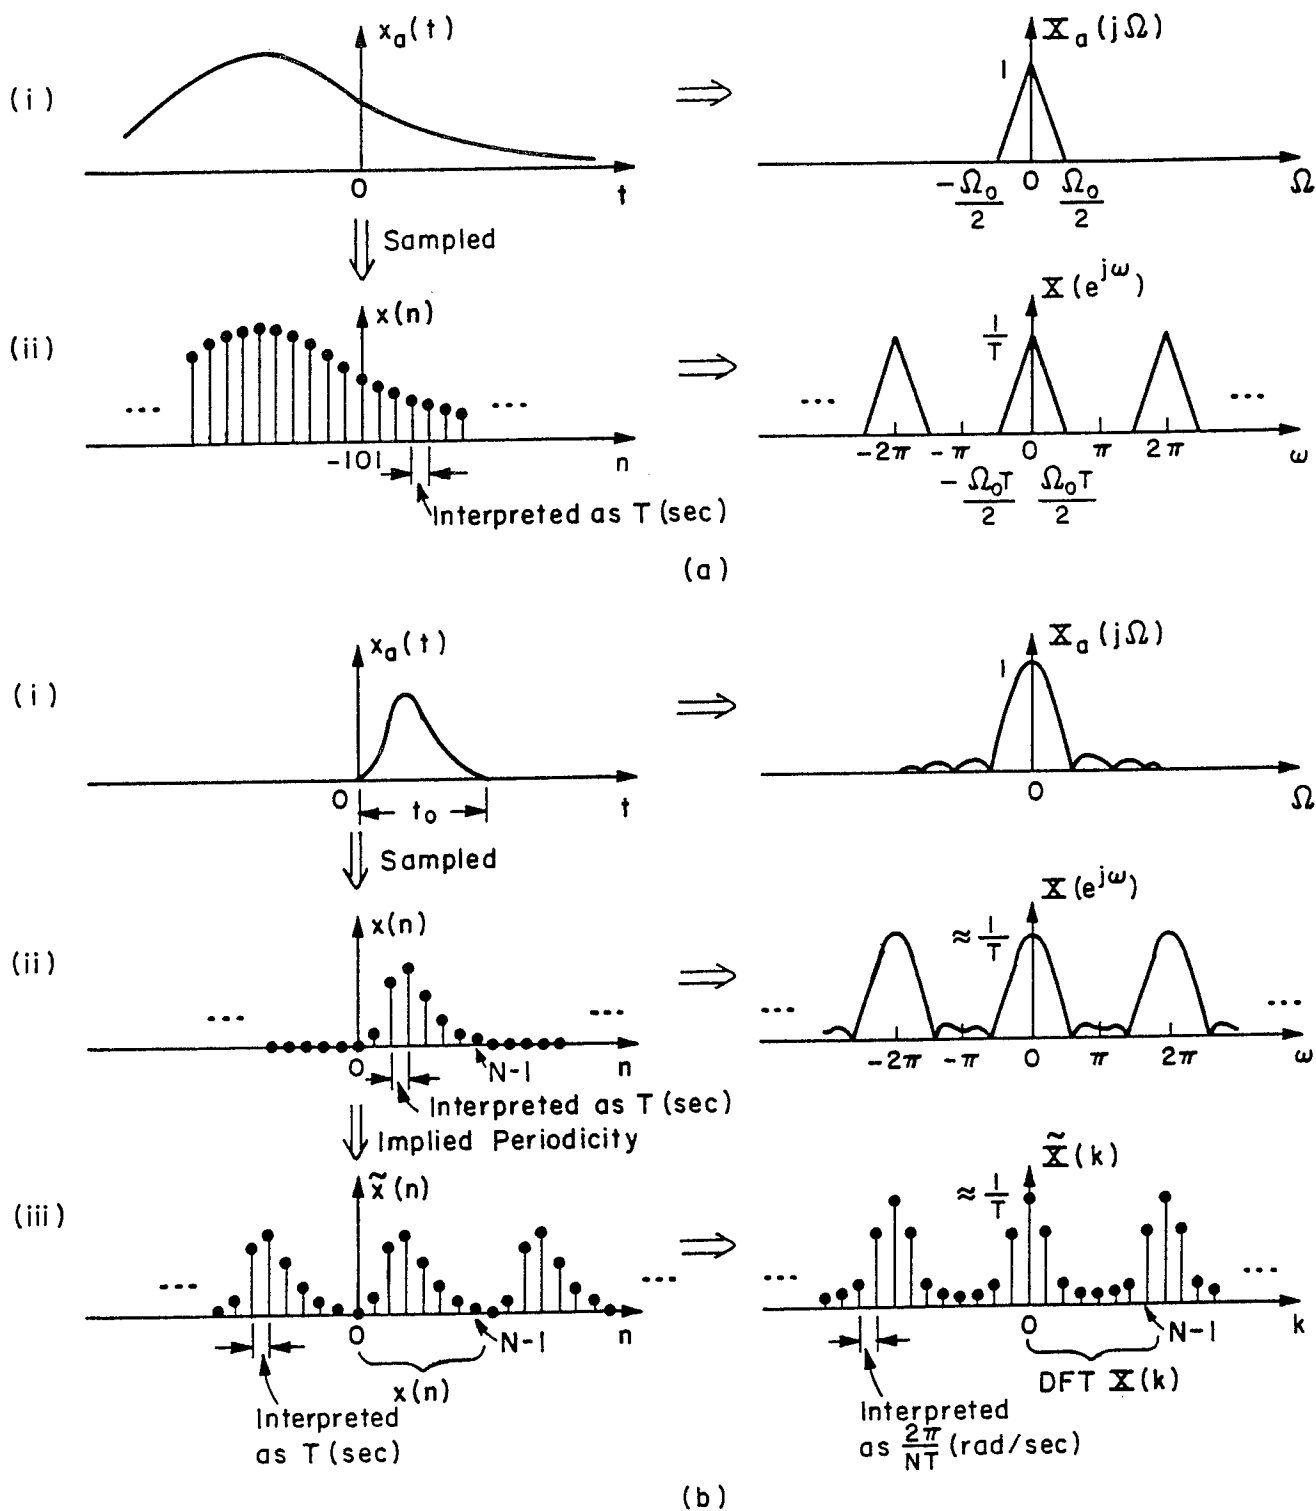 (i)
x_a(t)
0
t
⇒
X_a(jΩ)
1
-Ω_0/2 0 Ω_0/2
Ω
Sampled
(ii)
x(n)
... ...
-1 0 1
n
Interpreted as T (sec)
X(e^{jω})
1/T
... ...
-2π -π 0 π 2π
ω
-Ω_0T/2 Ω_0T/2
(a)
(i)
x_a(t)
0
t_0
t
X_a(jΩ)
1
0
Ω
Sampled
(ii)
x(n)
... ...
0
N-1
n
Interpreted as T (sec)
X(e^{jω})
≈ 1/T
... ...
-2π -π 0 π 2π
ω
Implied Periodicity
(iii)
x̃(n)
... ...
0
N-1
n
x(n)
Interpreted
as T (sec)
X̃(k)
≈ 1/T
... ...
0
N-1
k
DFT X(k)
Interpreted
as 2π/NT (rad/sec)
(b)